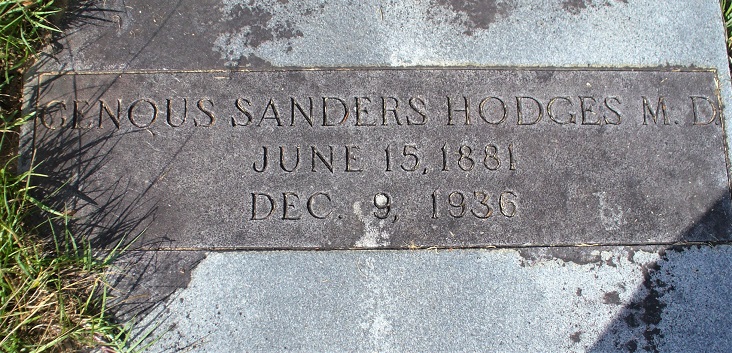 GENOUS SANDERS HODGES M. D
JUNE 15, 1881
DEC. 9, 1936